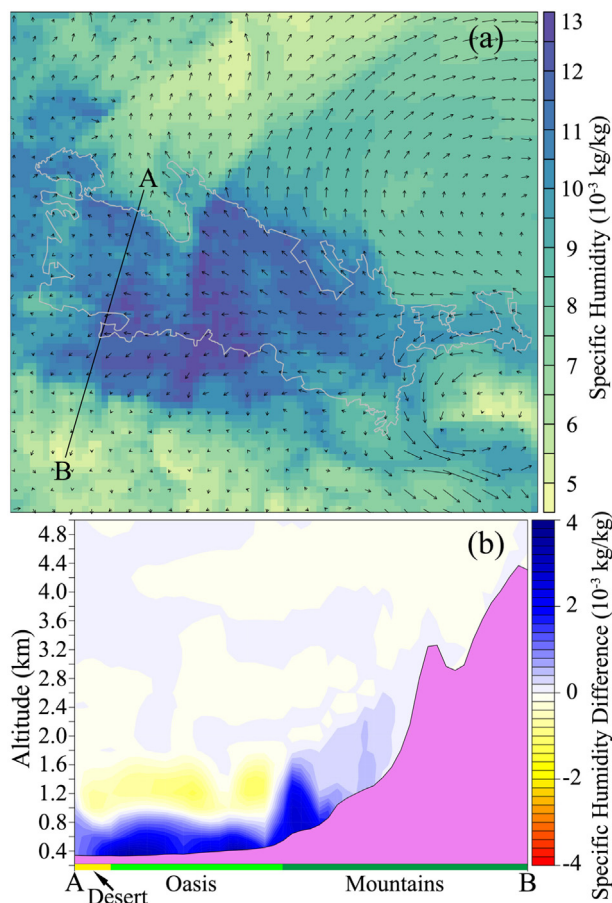 (a)
A
B
13
12
11
10
9
8
7
6
5
Specific Humidity (10⁻³ kg/kg)
(b)
4.8
4.4
4.0
3.6
3.2
2.8
2.4
2.0
1.6
1.2
0.8
0.4
Altitude (km)
A
Desert
Oasis
Mountains
B
4
2
0
-2
-4
Specific Humidity Difference (10⁻³ kg/kg)